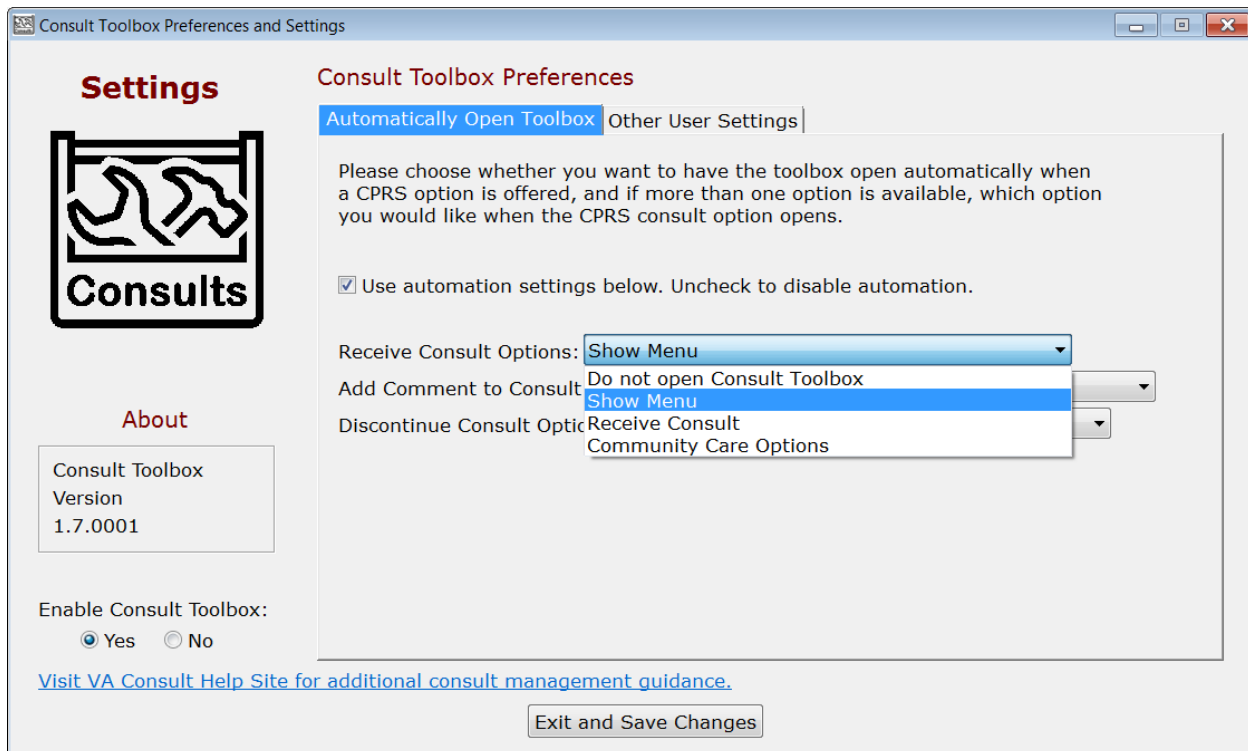 Consult Toolbox Preferences and Settings
Settings
Consults
About
Consult Toolbox
Version
1.7.0001
Enable Consult Toolbox:
Yes No
Consult Toolbox Preferences
Automatically Open Toolbox Other User Settings
Please choose whether you want to have the toolbox open automatically when
a CPRS option is offered, and if more than one option is available, which option
you would like when the CPRS consult option opens.
Use automation settings below. Uncheck to disable automation.
Receive Consult Options: Show Menu
Do not open Consult Toolbox
Show Menu
Receive Consult
Community Care Options
Add Comment to Consult
Discontinue Consult
Visit VA Consult Help Site for additional consult management guidance.
Exit and Save Changes